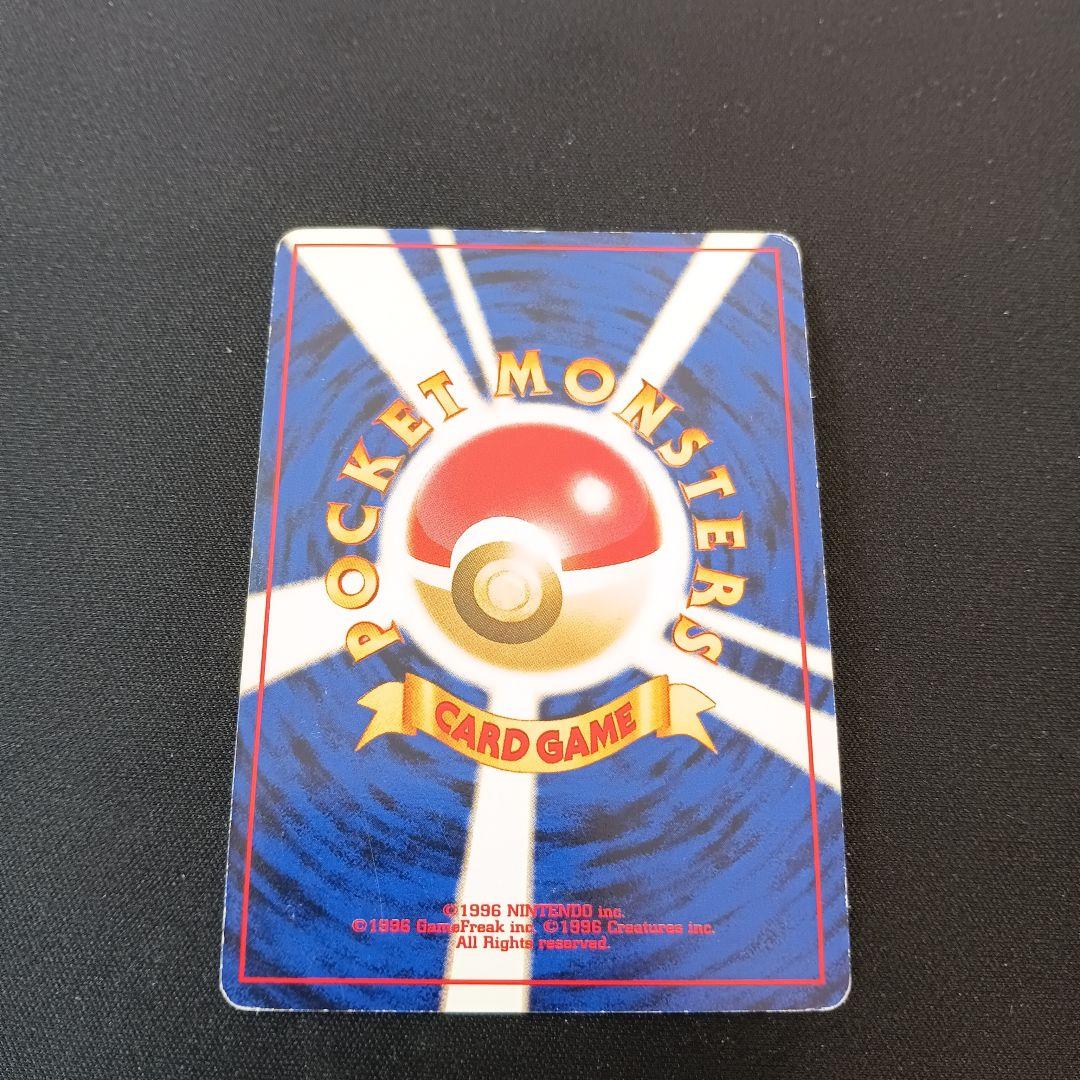 POCKET MONSTERS
CARD GAME
©1996 NINTENDO inc.
©1996 GameFreak inc. ©1996 Creatures inc.
All Rights reserved.